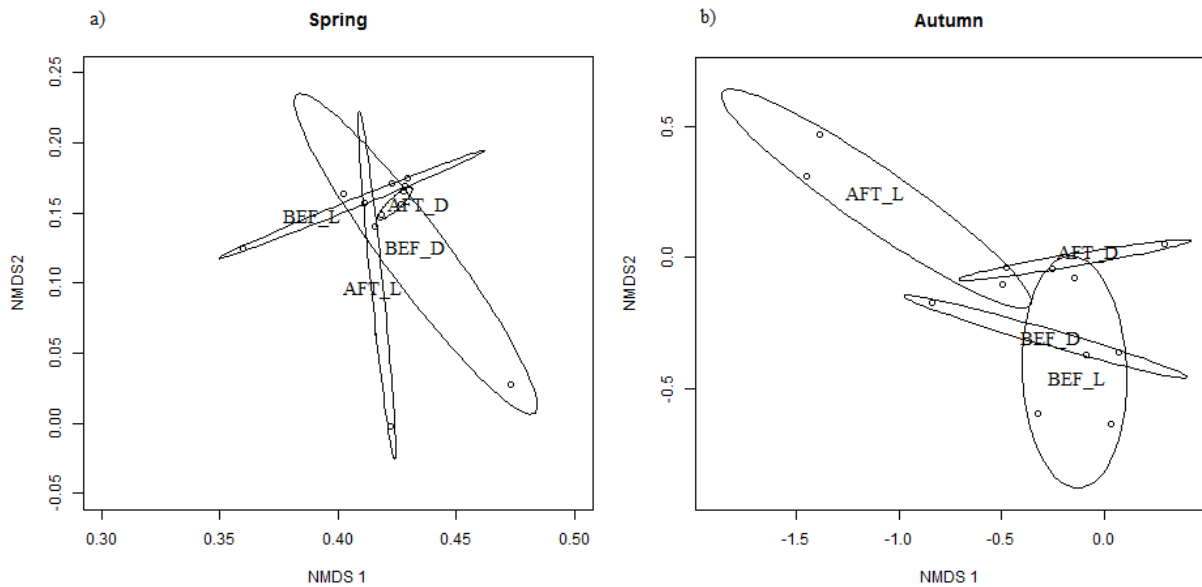 a)
Spring
NMDS2
0.25
0.20
0.15
0.10
0.05
0.00
-0.05
BEF_L
AFT_D
BEF_D
AFT_L
0.30
0.35
0.40
0.45
0.50
NMDS 1
b)
Autumn
NMDS2
0.5
0.0
-0.5
AFT_L
AFT_D
BEF_D
BEF_L
-1.5
-1.0
-0.5
0.0
NMDS 1